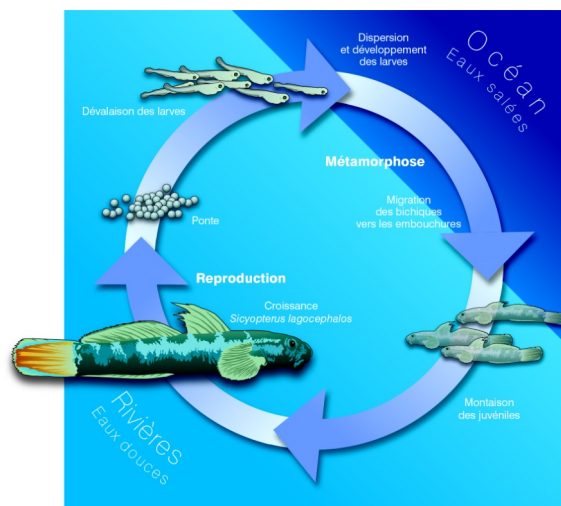 Dispersion
et développement
des larves
Océan
Eaux salées
Dévalaison des larves
Métamorphose
Migration
des bichiques
vers les embouchures
Ponte
Reproduction
Croissance
Sicyopterus lagocephalos
Montaison
des juvéniles
Rivières
Eaux douces